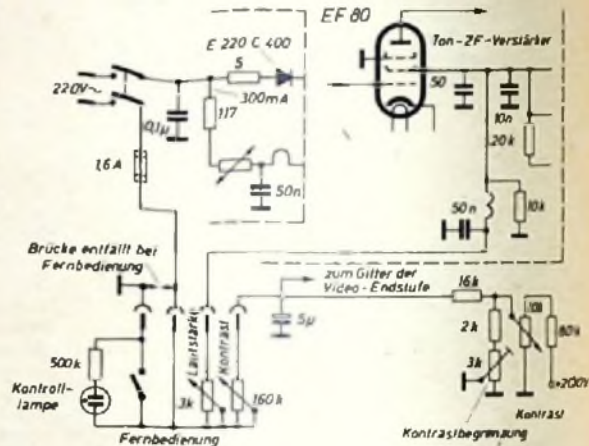 EF 80
E 220 C 400
Ton-ZF-Verstärker
5
220V~
300mA
0,1µ
117
50
10n
20k
1,6A
50n
50n
10k
Brücke entfällt bei
Fernbedienung
zum Gitter der
Video-Endstufe
16k
5µ
2k
10k
80k
500k
Lautstärke
Kontrast
3k
+200V
Kontroll-
lampe
3k
160k
Kontrast
Fernbedienung
Kontrastbegrenzung